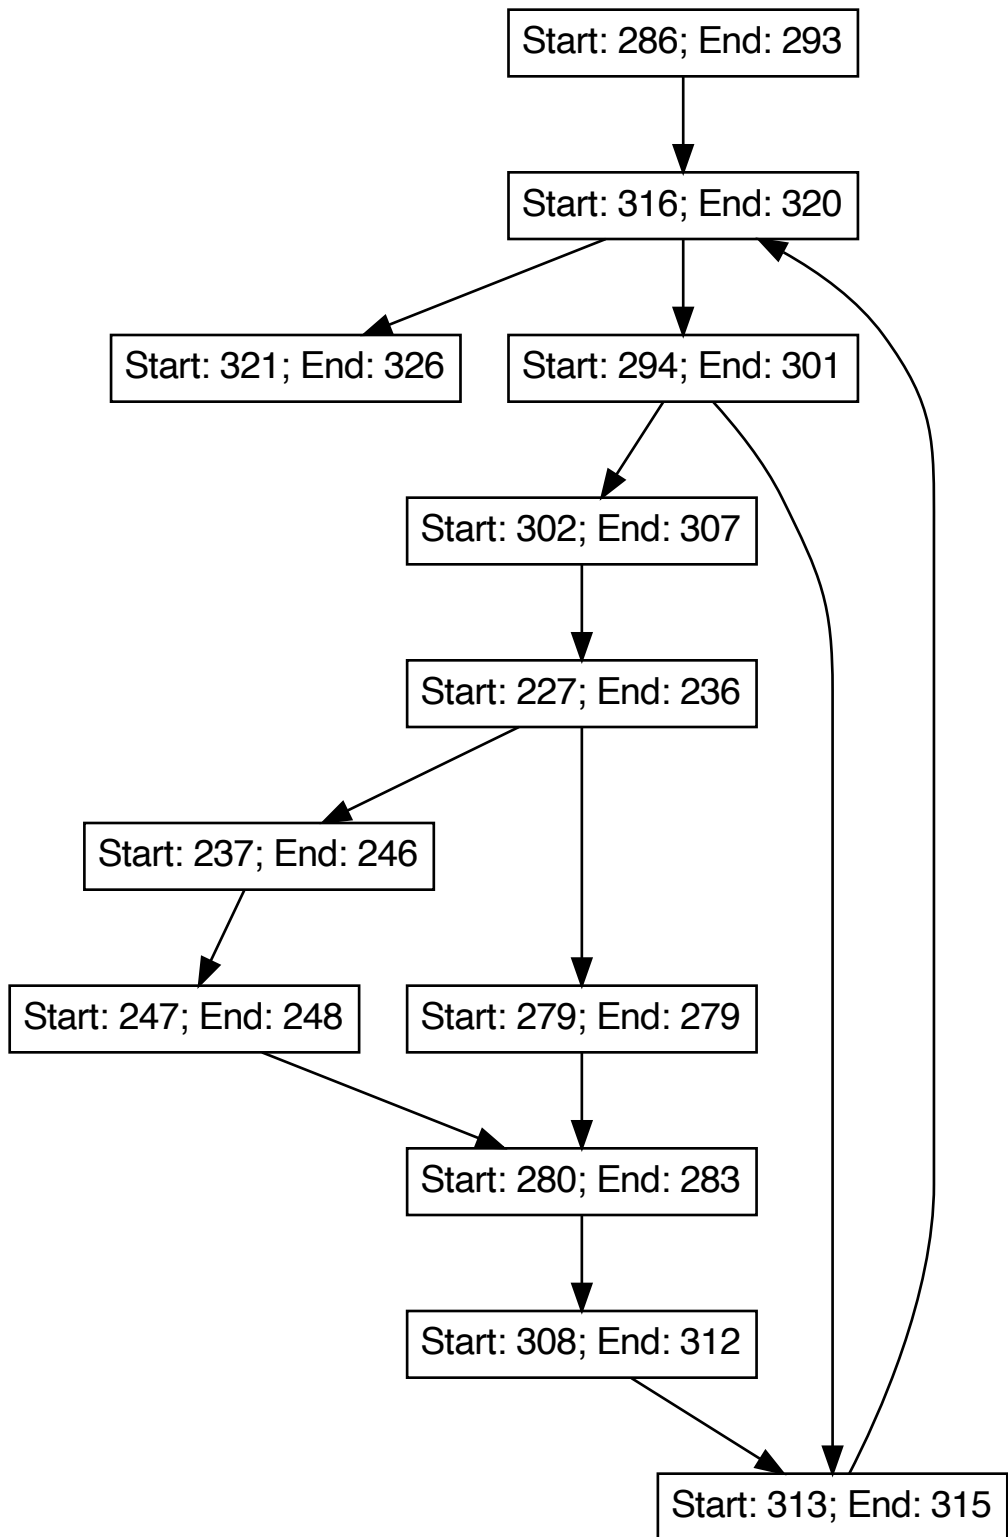 Start: 286; End: 293
Start: 316; End: 320
Start: 321; End: 326
Start: 294; End: 301
Start: 302; End: 307
Start: 227; End: 236
Start: 237; End: 246
Start: 247; End: 248
Start: 279; End: 279
Start: 280; End: 283
Start: 308; End: 312
Start: 313; End: 315